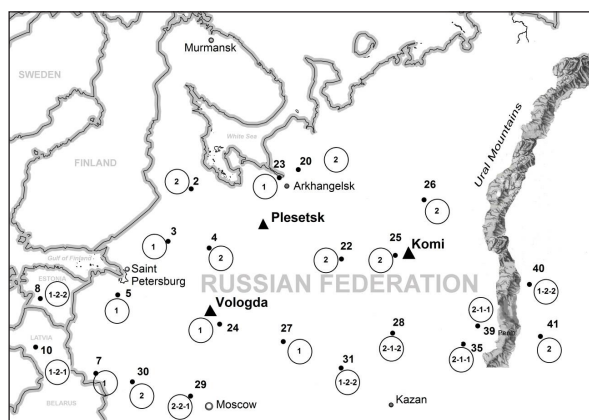 Murmansk
SWEDEN
White Sea
FINLAND
20
23
2
1
Arkhangelsk
2
2
26
2
Ural Mountains
Plesetsk
3
1
4
2
22
2
25
2
Komi
Gulf of Finland
Saint
Petersburg
ESTONIA
8
1-2-2
5
1
RUSSIAN FEDERATION
40
1-2-2
Vologda
1
24
27
1
28
2-1-1
2-1-1
39
Perm
35
2-1-1
41
2
LATVIA
10
1-2-1
7
1
30
2
29
2-2-1
31
1-2-2
Moscow
Kazan
BELARUS